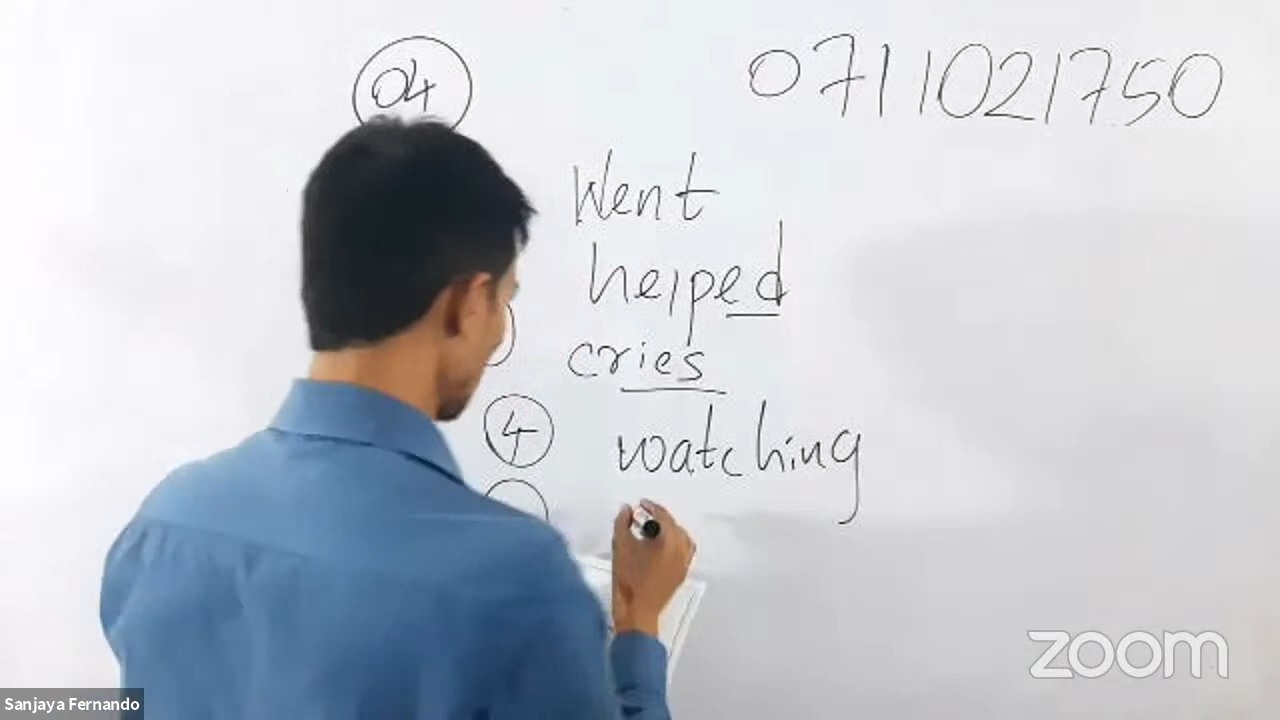 04 0711021750
Went
helped
cries
4 watching
zoom
Sanjaya Fernando